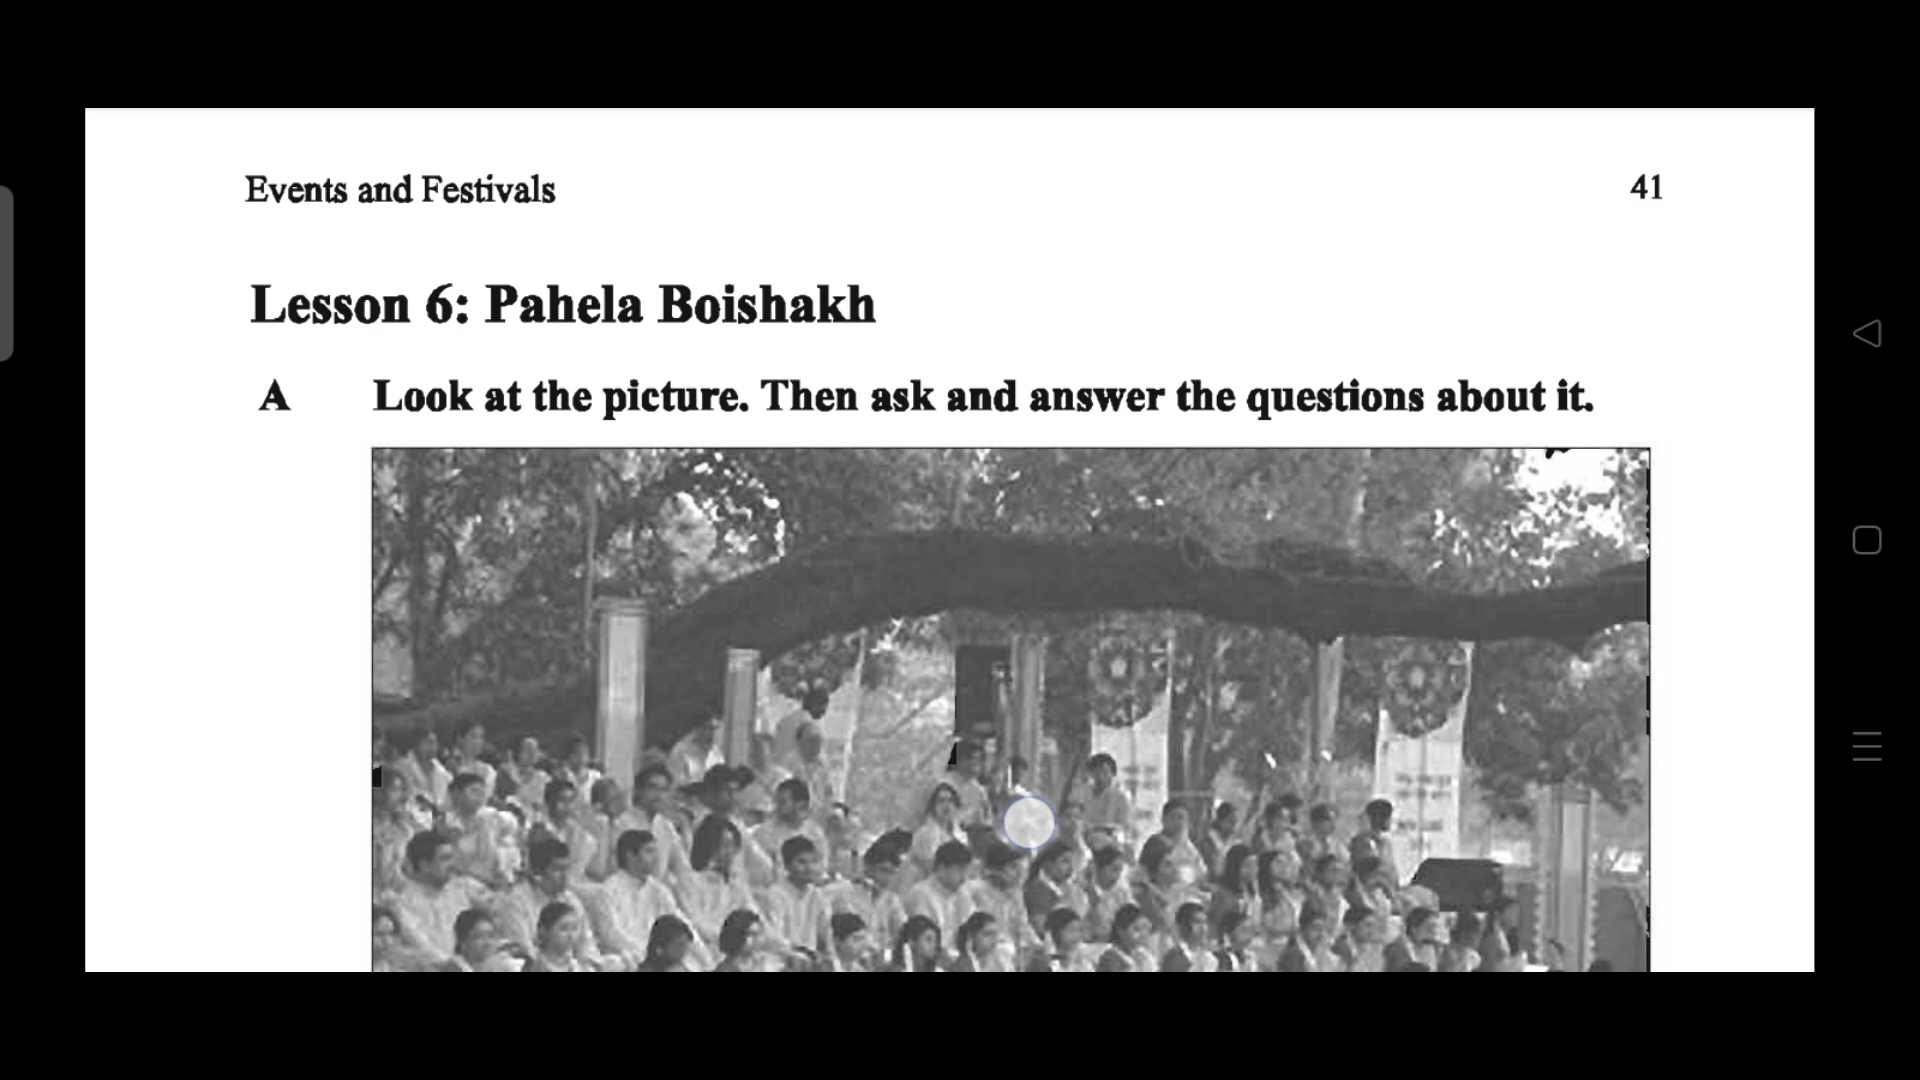 Events and Festivals
41
Lesson 6: Pahela Boishakh
A Look at the picture. Then ask and answer the questions about it.